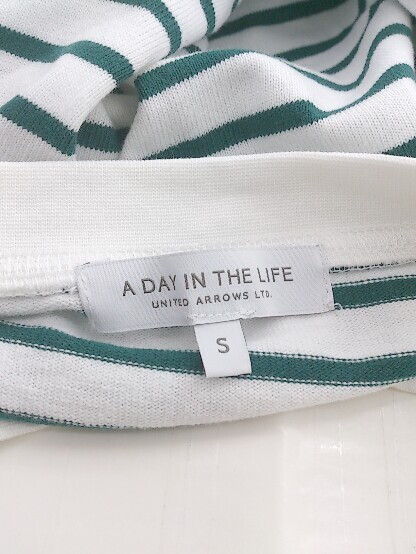 A DAY IN THE LIFE
UNITED ARROWS LTD.
S